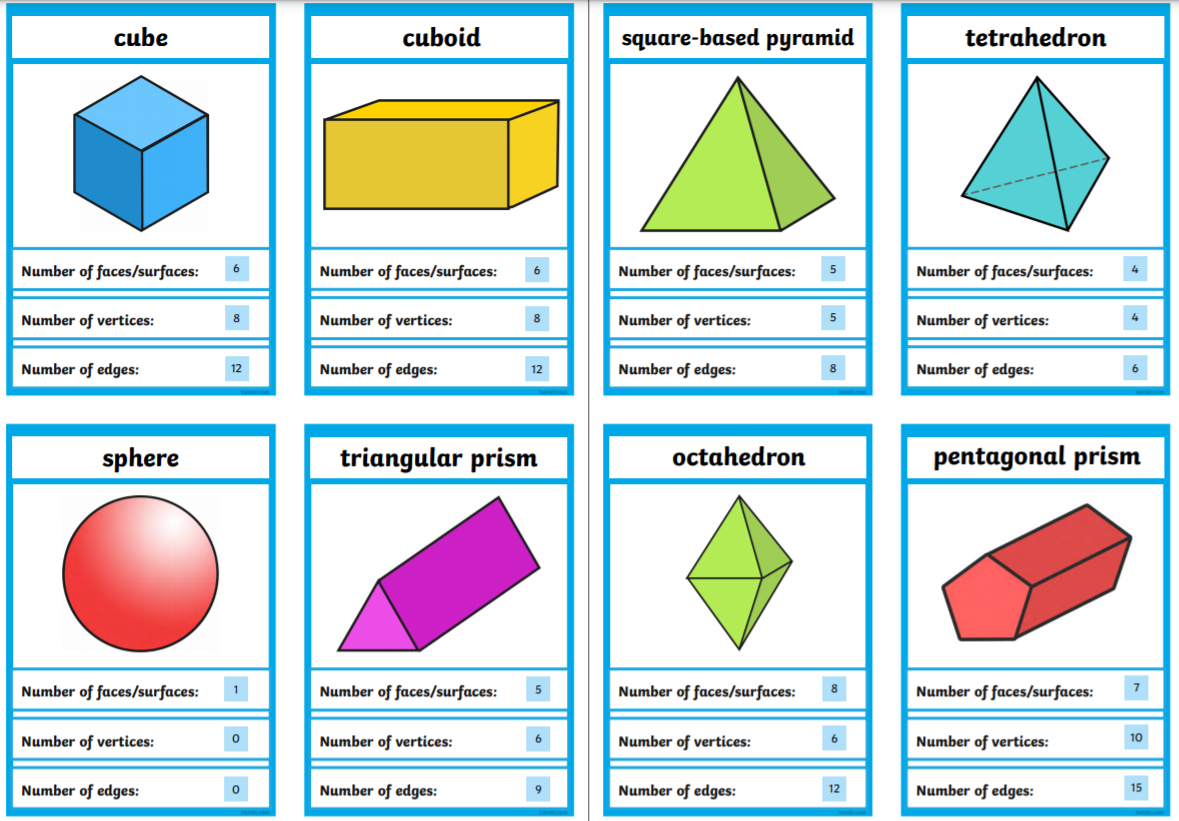 cube
Number of faces/surfaces: 6
Number of vertices: 8
Number of edges: 12
cuboid
Number of faces/surfaces: 6
Number of vertices: 8
Number of edges: 12
square-based pyramid
Number of faces/surfaces: 5
Number of vertices: 5
Number of edges: 8
tetrahedron
Number of faces/surfaces: 4
Number of vertices: 4
Number of edges: 6
sphere
Number of faces/surfaces: 1
Number of vertices: 0
Number of edges: 0
triangular prism
Number of faces/surfaces: 5
Number of vertices: 6
Number of edges: 9
octahedron
Number of faces/surfaces: 8
Number of vertices: 6
Number of edges: 12
pentagonal prism
Number of faces/surfaces: 7
Number of vertices: 10
Number of edges: 15